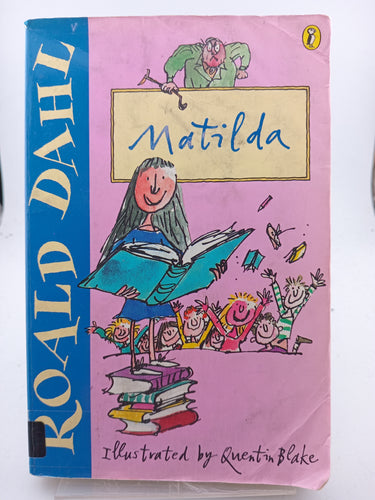 ROALD DAHL
Matilda
Illustrated by Quentin Blake